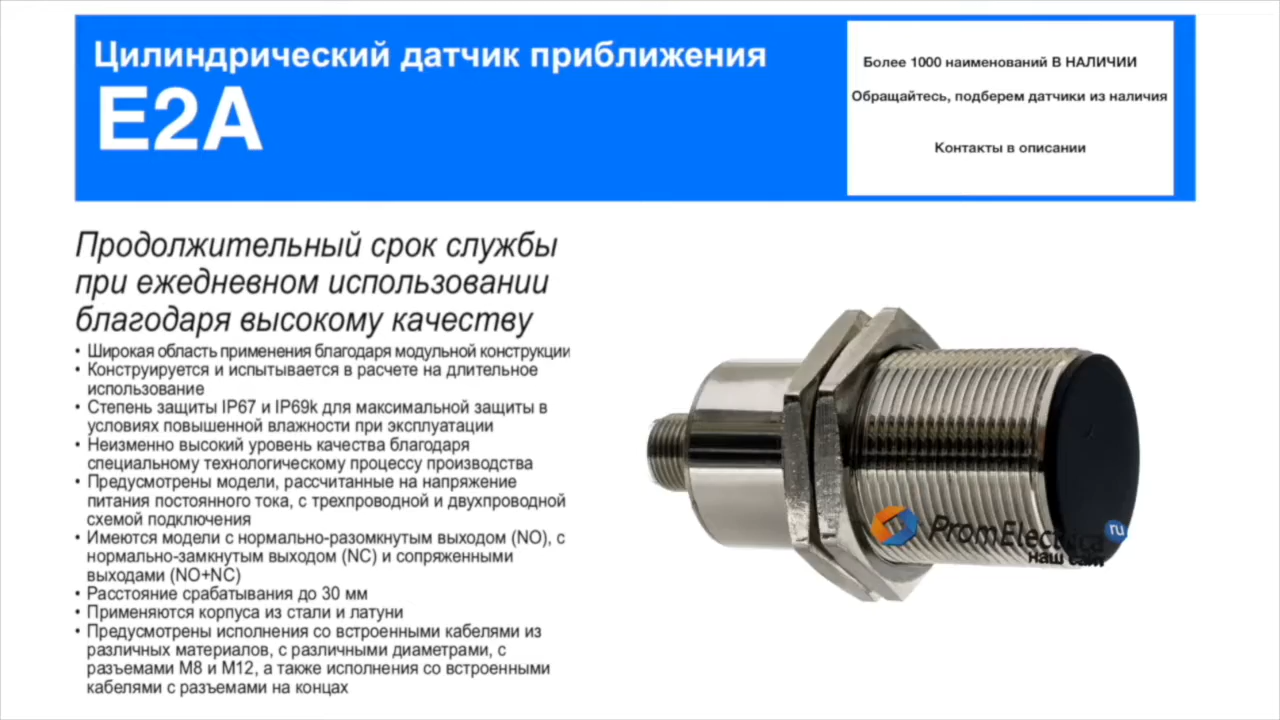 Цилиндрический датчик приближения
E2A
Более 1000 наименований В НАЛИЧИИ
Обращайтесь, подберем датчики из наличия
Контакты в описании
Продолжительный срок службы
при ежедневном использовании
благодаря высокому качеству
• Широкая область применения благодаря модульной конструкции
• Конструируется и испытывается в расчете на длительное
использование
• Степень защиты IP67 и IP69k для максимальной защиты в
условиях повышенной влажности при эксплуатации
• Неизменно высокий уровень качества благодаря
специальному технологическому процессу производства
• Предусмотрены модели, рассчитанные на напряжение
питания постоянного тока, с трехпроводной и двухпроводной
схемой подключения
• Имеются модели с нормально-разомкнутым выходом (NO), с
нормально-замкнутым выходом (NC) и сопряженными
выходами (NO+NC)
• Расстояние срабатывания до 30 мм
• Применяются корпуса из стали и латуни
• Предусмотрены исполнения со встроенными кабелями из
различных материалов, с различными диаметрами, с
разъемами M8 и M12, а также исполнения со встроенными
кабелями с разъемами на концах
PromElectrica ru
наш сайт